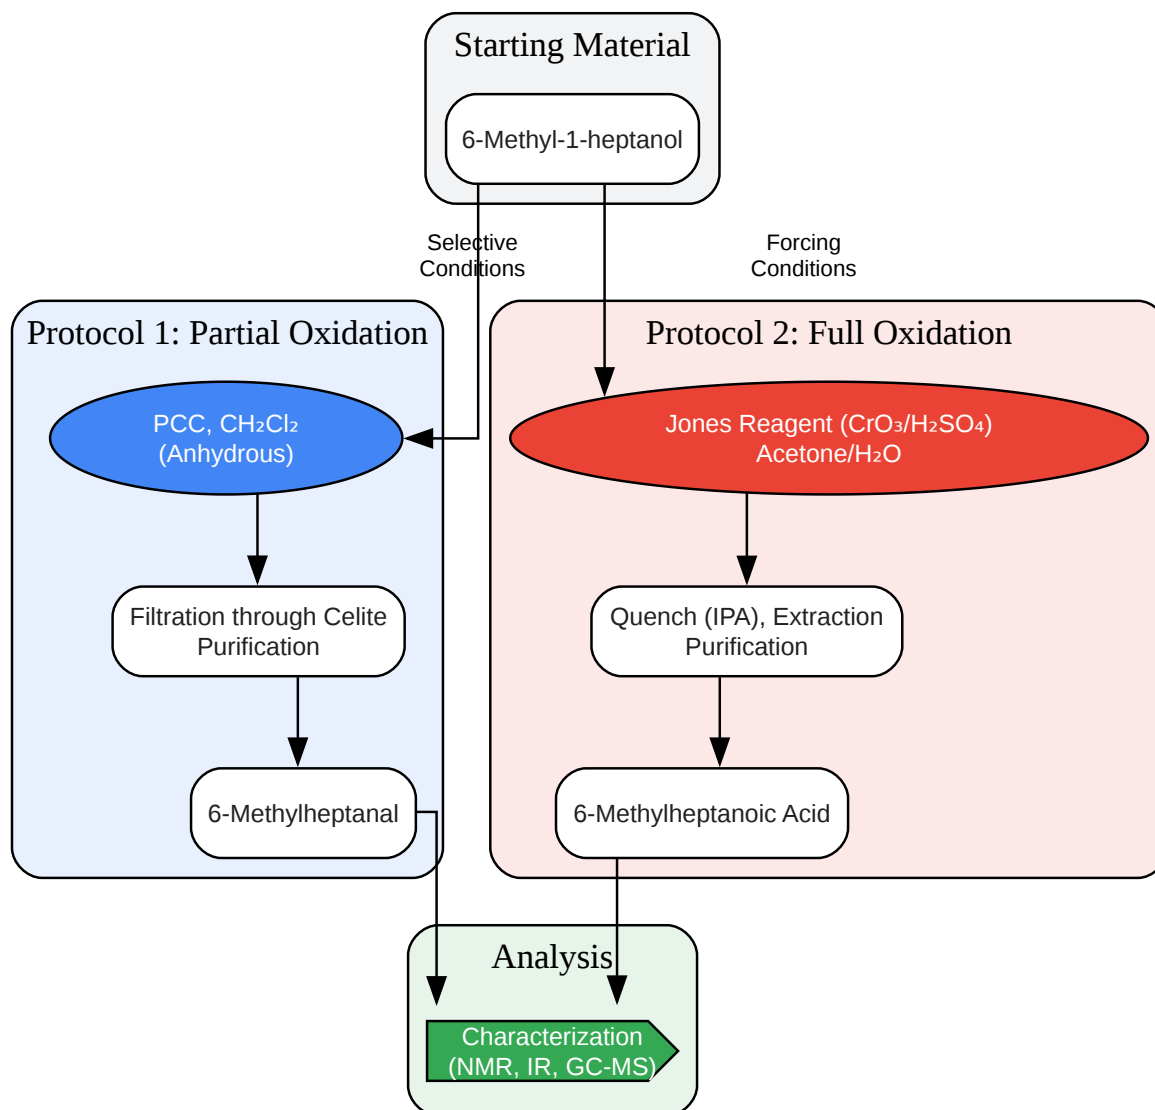 Starting Material
6-Methyl-1-heptanol
Selective
Conditions
Forcing
Conditions
Protocol 1: Partial Oxidation
PCC, CH₂Cl₂
(Anhydrous)
Filtration through Celite
Purification
6-Methylheptanal
Protocol 2: Full Oxidation
Jones Reagent (CrO₃/H₂SO₄)
Acetone/H₂O
Quench (IPA), Extraction
Purification
6-Methylheptanoic Acid
Analysis
Characterization
(NMR, IR, GC-MS)